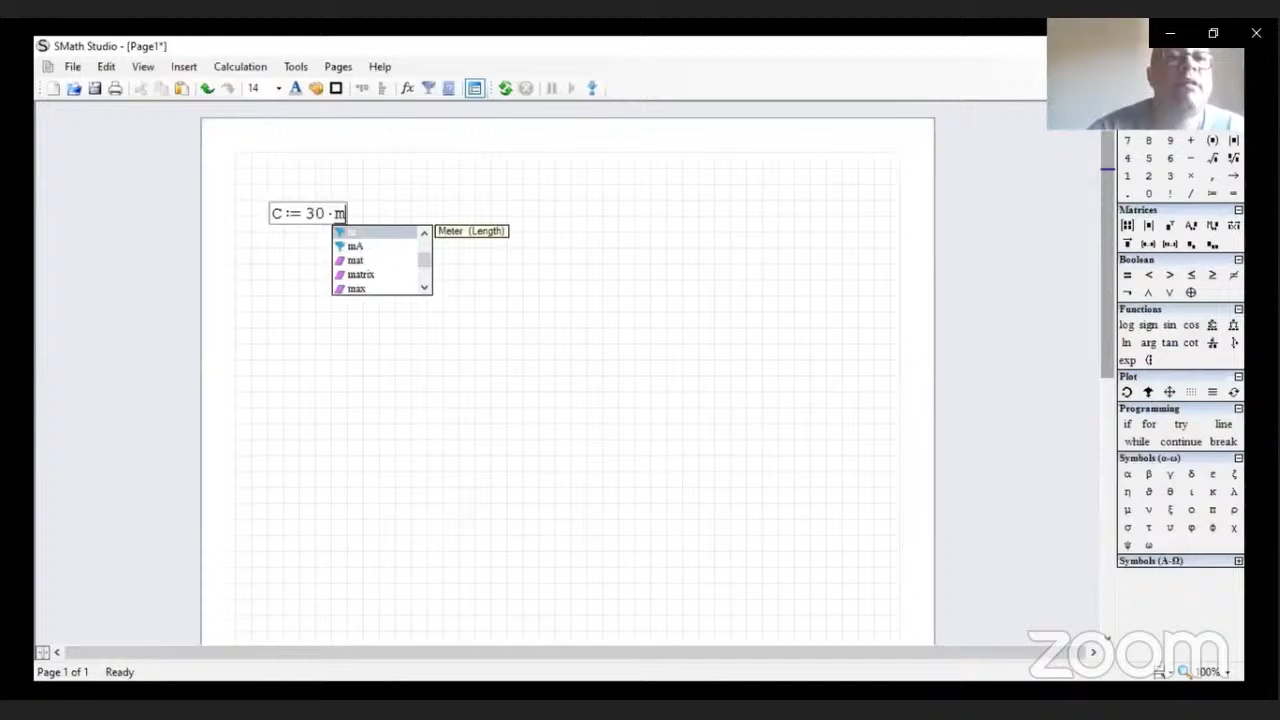 SMath Studio - [Page1*]
File Edit View Insert Tools Calculation Pages Help
14
C := 30 · m
m
mA
mat
matrix
max
Meter (Length)
7 8 9 +
4 5 6 -
1 2 3 × , →
. 0 ! / := =
Matrices
Boolean
= < > ≤ ≥ ≠
¬ ∧ ∨ ⊕
Functions
log sign sin cos
ln arg tan cot
exp
Plot
Programming
if for try line
while continue break
Symbols (α-ω)
α β γ δ ε ζ
η ϑ θ ι κ λ
μ ν ξ ο π ρ
σ τ υ φ ϕ χ
ψ ω
Symbols (Α-Ω)
zoom
Page 1 of 1 Ready
100%